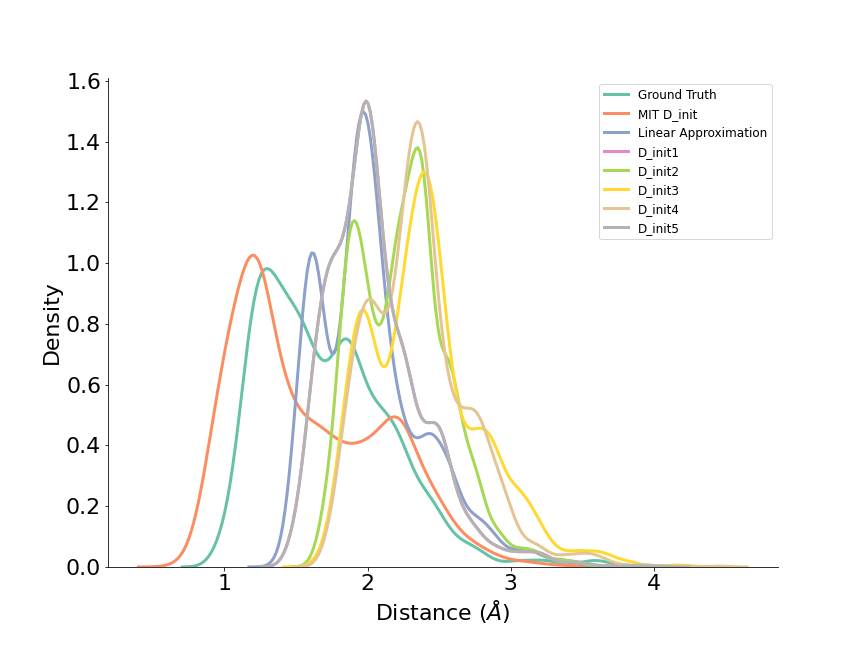 1.6
1.4
1.2
1.0
0.8
0.6
0.4
0.2
0.0
Density
1 2 3 4
Distance (Å)
Ground Truth
MIT D_init
Linear Approximation
D_init1
D_init2
D_init3
D_init4
D_init5